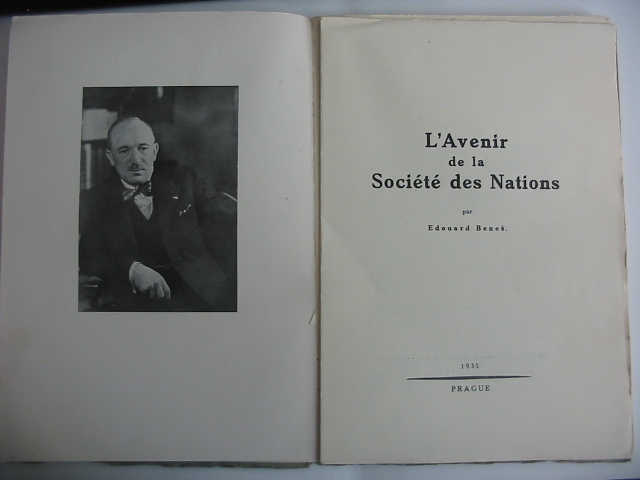 L'Avenir
de la
Société des Nations
par
Edouard Beneš.
1935
PRAGUE